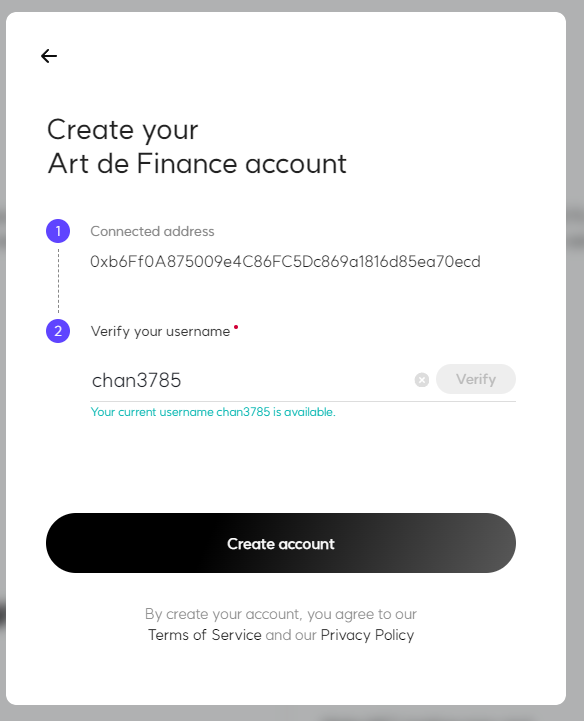 Create your
Art de Finance account
1 Connected address
0xb6Ff0A875009e4C86FC5Dc869a1816d85ea70ecd
2 Verify your username
chan3785 Verify
Your current username chan3785 is available.
Create account
By create your account, you agree to our
Terms of Service and our Privacy Policy